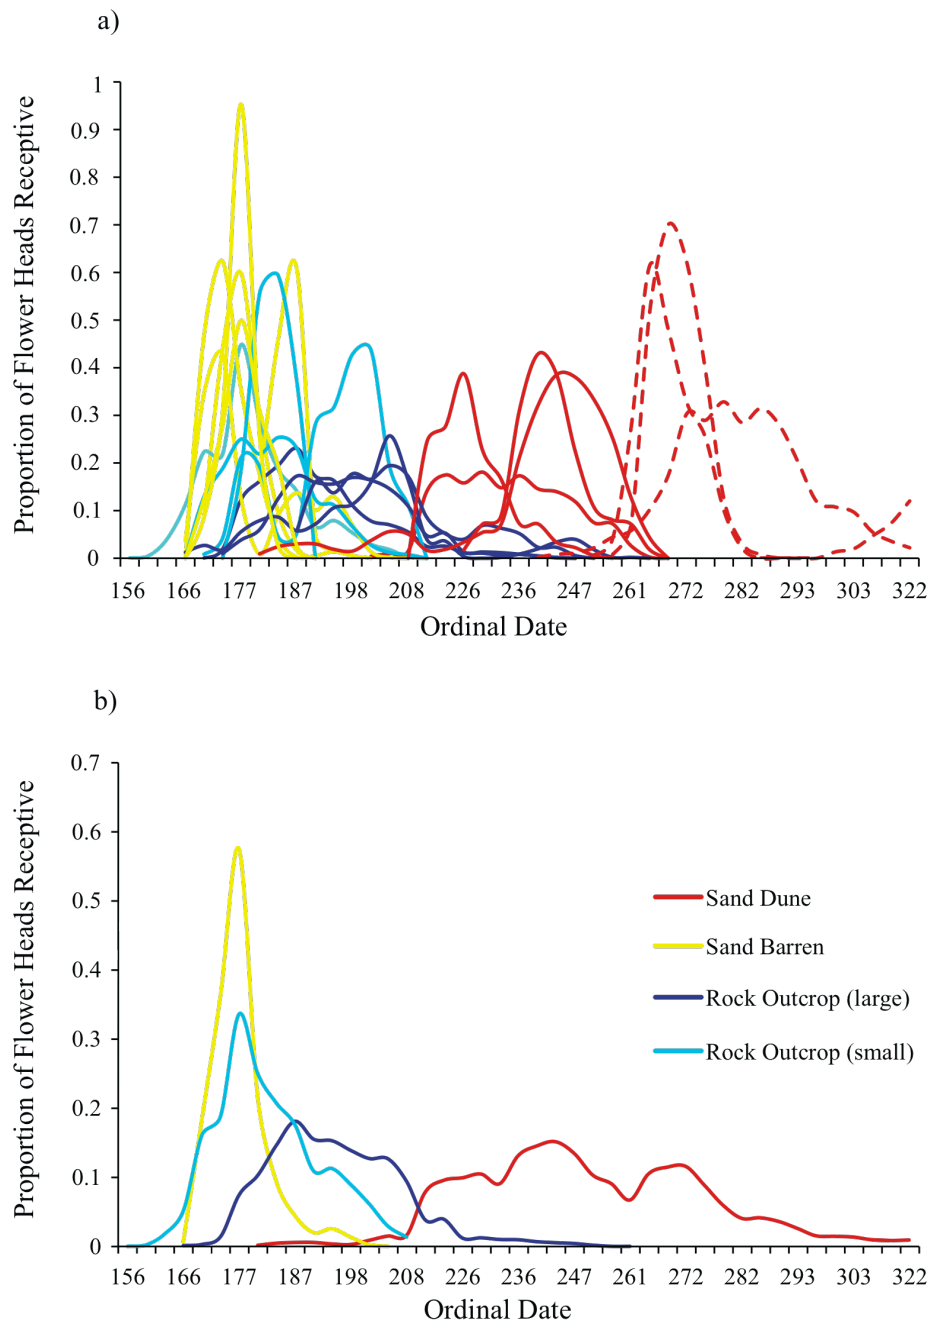 a)
Proportion of Flower Heads Receptive
1
0.9
0.8
0.7
0.6
0.5
0.4
0.3
0.2
0.1
0
156 166 177 187 198 208 226 236 247 261 272 282 293 303 322
Ordinal Date
b)
Proportion of Flower Heads Receptive
0.7
0.6
0.5
0.4
0.3
0.2
0.1
0
Sand Dune
Sand Barren
Rock Outcrop (large)
Rock Outcrop (small)
156 166 177 187 198 208 226 236 247 261 272 282 293 303 322
Ordinal Date